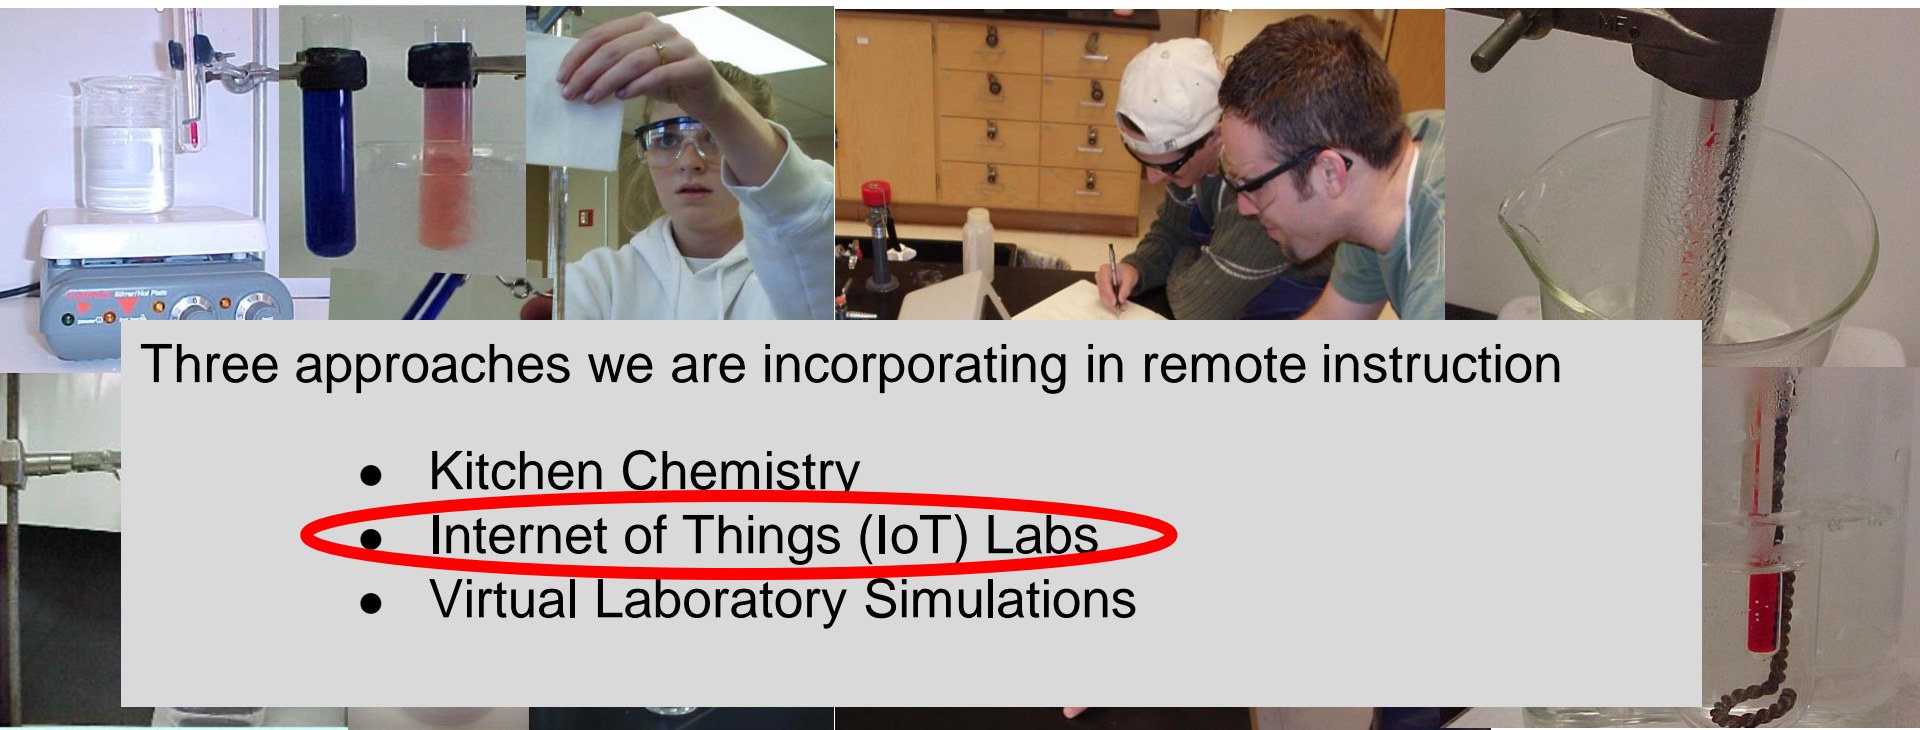 Three approaches we are incorporating in remote instruction
● Kitchen Chemistry
● Internet of Things (IoT) Labs
● Virtual Laboratory Simulations